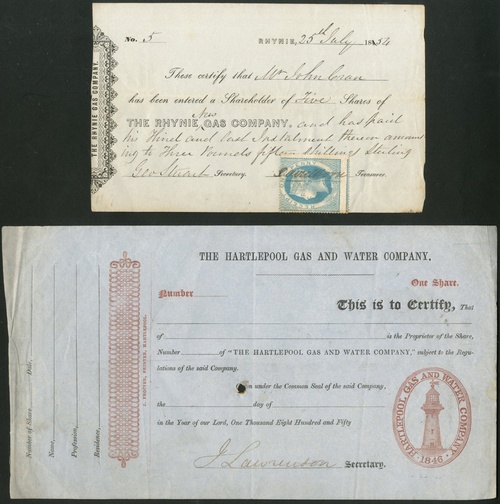 THE RHYNIE GAS COMPANY.
No. 5 RHYNIE, 25th July 1854
These certify that Mr John Cran
has been entered a Shareholder of Five Shares of
New
THE RHYNIE GAS COMPANY, and has paid
his third and last Instalment thereon amount
ing to Three Pounds fifteen Shillings Sterling
Geo Stuart Secretary. Treasurer.
THE HARTLEPOOL GAS AND WATER COMPANY.
One Share.
Number
This is to Certify, That
of is the Proprietor of the Share,
Number of "THE HARTLEPOOL GAS AND WATER COMPANY," subject to the Regu-
lations of the said Company.
en under the Common Seal of the said Company,
the day of
in the Year of our Lord, One Thousand Eight Hundred and Fifty
J Lawrenson Secretary.
HARTLEPOOL GAS AND WATER COMPANY
1846
PRINTER, HARTLEPOOL.
Number of Share, Date,
Name,
Profession,
Residence,